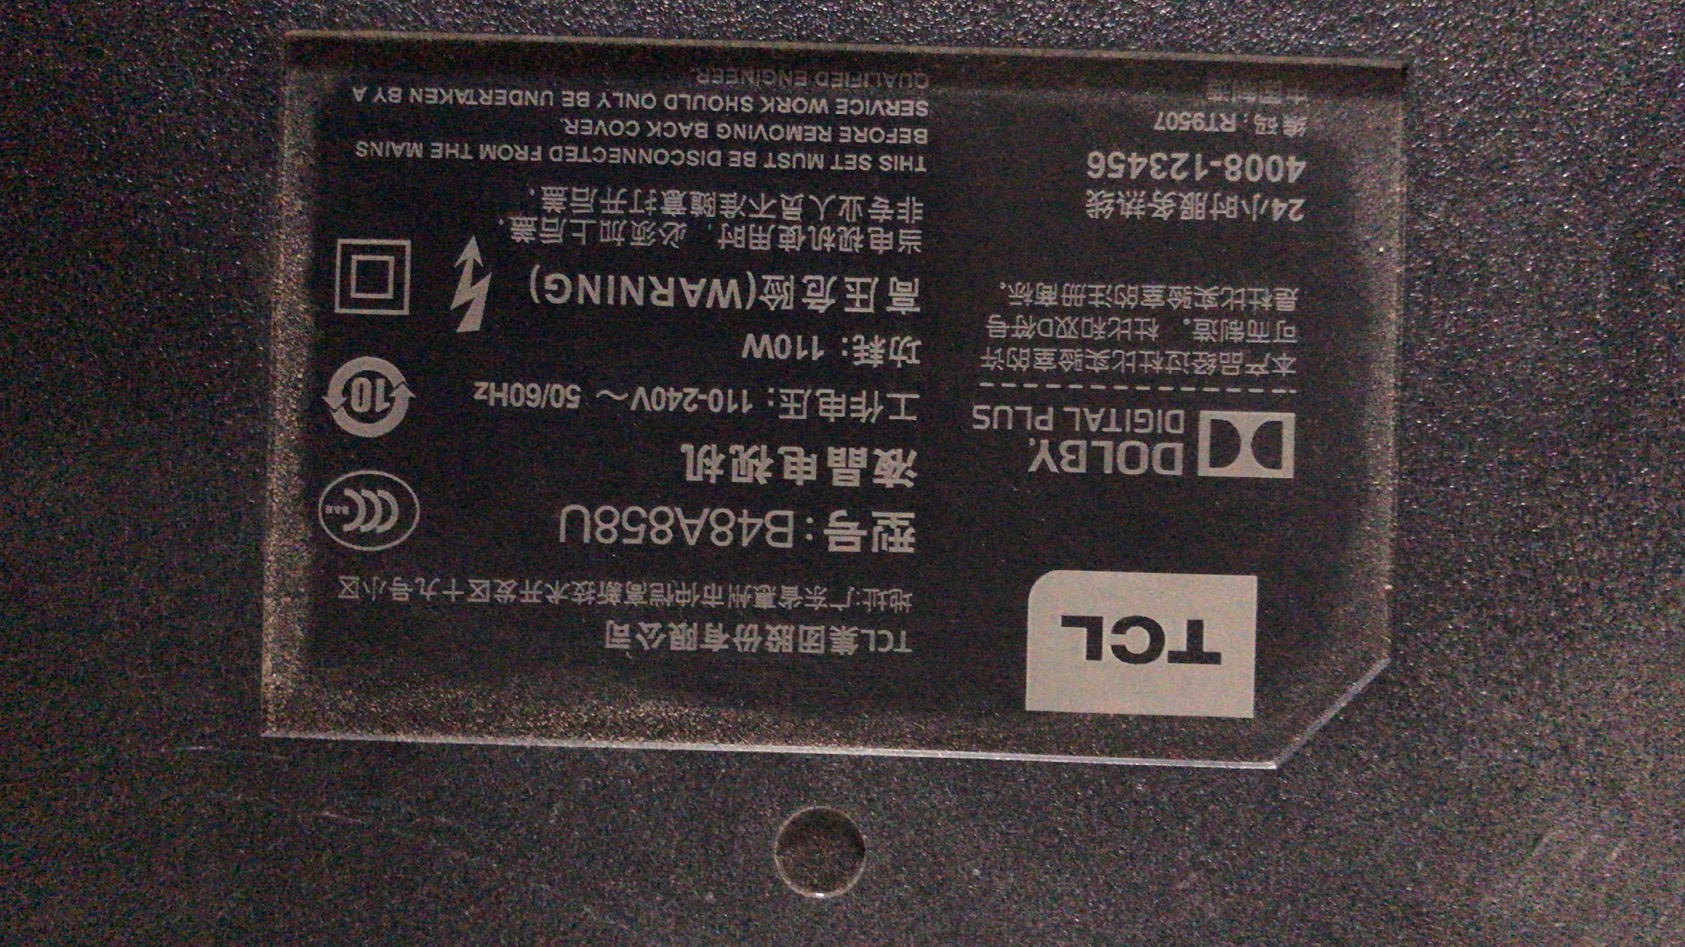 TCL
TCL集团股份有限公司
地址:广东省惠州市仲恺高新技术开发区十九号小区
型号:B48A858U
液晶电视机
工作电压: 110-240V～ 50/60Hz
功耗: 110W
高压危险(WARNING)
当电视机使用时, 必须加上后盖.
非专业人员不准随意打开后盖.
THIS SET MUST BE DISCONNECTED FROM THE MAINS
BEFORE REMOVING BACK COVER.
SERVICE WORK SHOULD ONLY BE UNDERTAKEN BY A
QUALIFIED ENGINEER.
CCC
S&E
10
DOLBY.
DIGITAL PLUS
本产品经过杜比实验室的许
可而制造。杜比和双D符号
是杜比实验室的注册商标。
24小时服务热线
4008-123456
编码: RT9507
中国制造